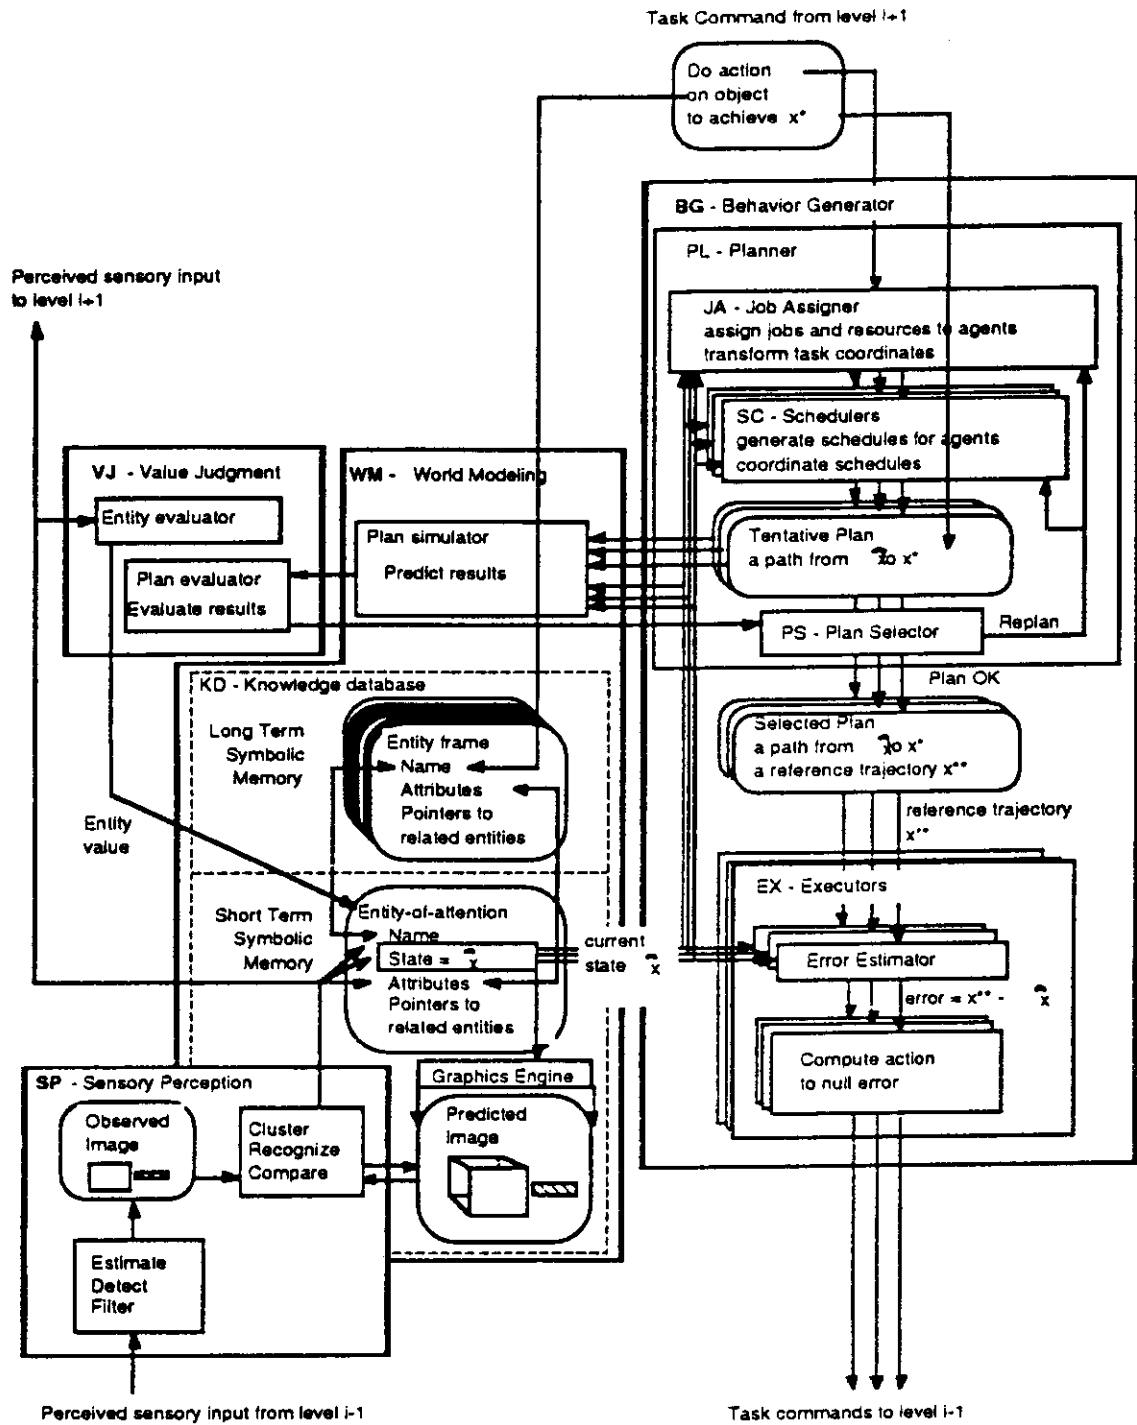 Task Command from level i+1
Do action
on object
to achieve x*
BG - Behavior Generator
PL - Planner
Perceived sensory input
to level i+1
JA - Job Assigner
assign jobs and resources to agents
transform task coordinates
SC - Schedulers
generate schedules for agents
coordinate schedules
VJ - Value Judgment
WM - World Modeling
Entity evaluator
Plan simulator
Predict results
Tentative Plan
a path from x̂ to x*
Plan evaluator
Evaluate results
PS - Plan Selector
Replan
Plan OK
KD - Knowledge database
Long Term
Symbolic
Memory
Entity frame
Name
Attributes
Pointers to
related entities
Selected Plan
a path from x̂ to x*
a reference trajectory x**
reference trajectory
x**
Entity
value
EX - Executors
Short Term
Symbolic
Memory
Entity-of-attention
Name
State = x̂
Attributes
Pointers to
related entities
current
state x̂
Error Estimator
error = x** - x̂
Compute action
to null error
Graphics Engine
Predicted
Image
SP - Sensory Perception
Observed
Image
Cluster
Recognize
Compare
Estimate
Detect
Filter
Perceived sensory input from level i-1
Task commands to level i-1